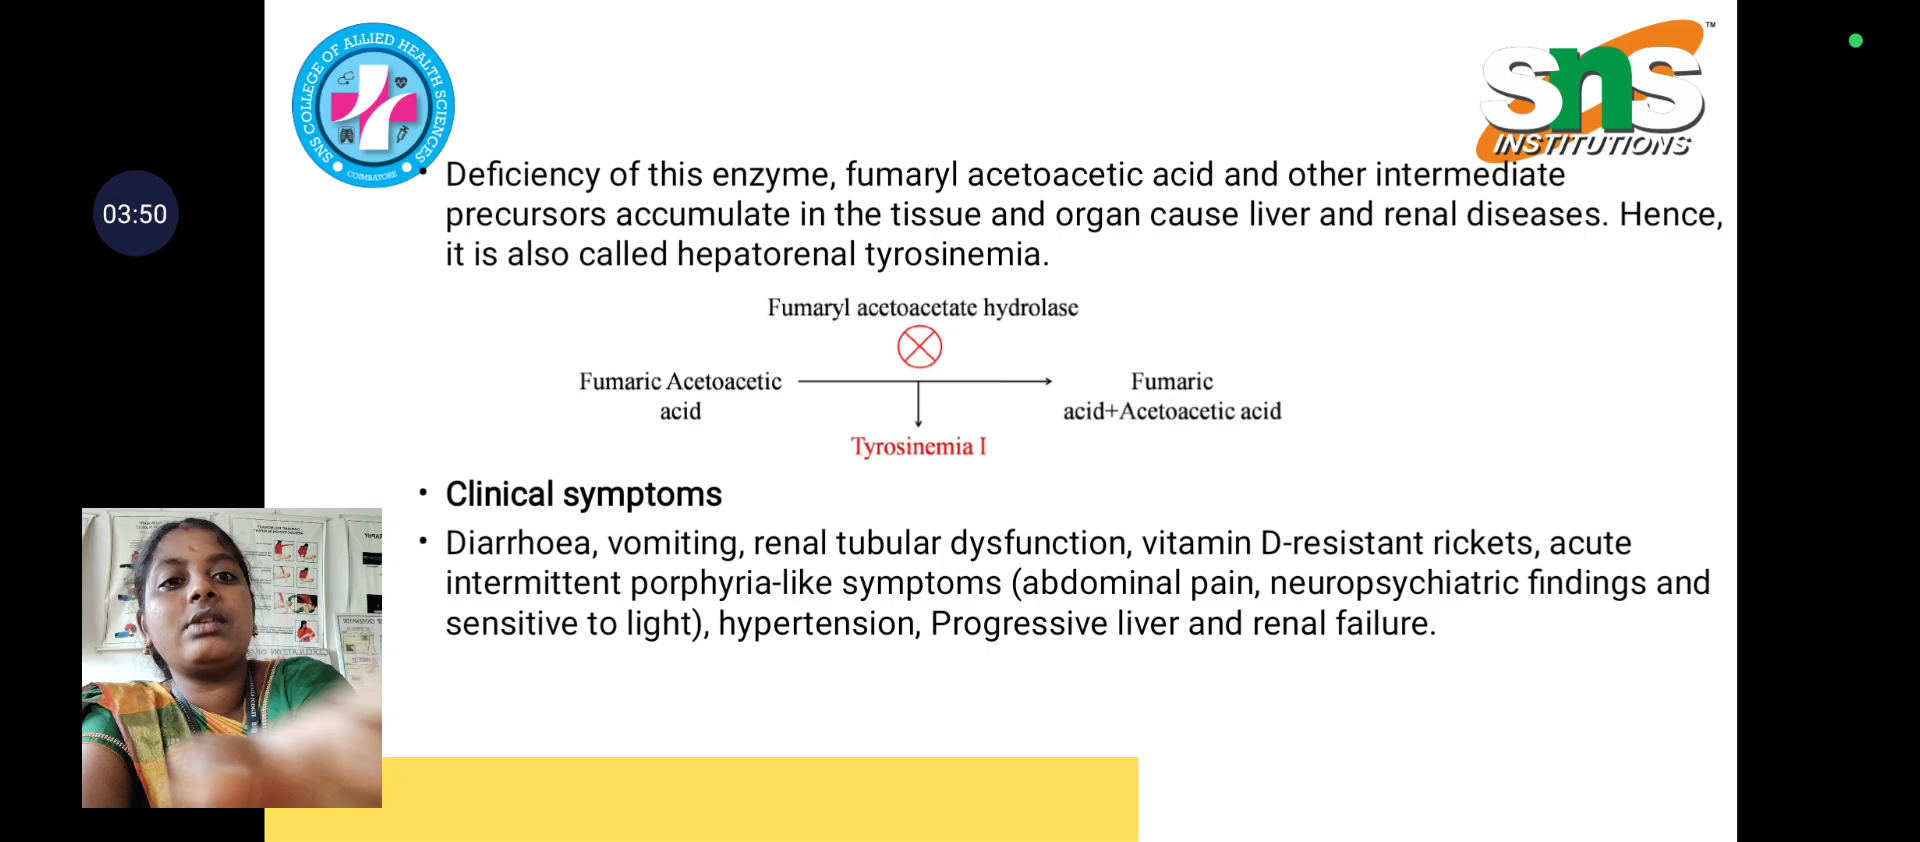 SNS COLLEGE OF ALLIED HEALTH SCIENCES
COIMBATORE
sns
TM
INSTITUTIONS
03:50
• Deficiency of this enzyme, fumaryl acetoacetic acid and other intermediate
precursors accumulate in the tissue and organ cause liver and renal diseases. Hence,
it is also called hepatorenal tyrosinemia.
Fumaryl acetoacetate hydrolase
Fumaric Acetoacetic
acid
Fumaric
acid+Acetoacetic acid
Tyrosinemia I
• Clinical symptoms
• Diarrhoea, vomiting, renal tubular dysfunction, vitamin D-resistant rickets, acute
intermittent porphyria-like symptoms (abdominal pain, neuropsychiatric findings and
sensitive to light), hypertension, Progressive liver and renal failure.